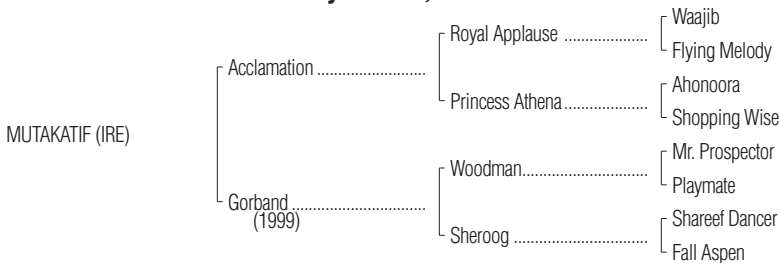 Waajib
Royal Applause ....................
Flying Melody
Acclamation ..........................
Ahonoora
Princess Athena....................
Shopping Wise
MUTAKATIF (IRE)
Mr. Prospector
Woodman..............................
Playmate
Gorband ................................
(1999)
Shareef Dancer
Sheroog ................................
Fall Aspen